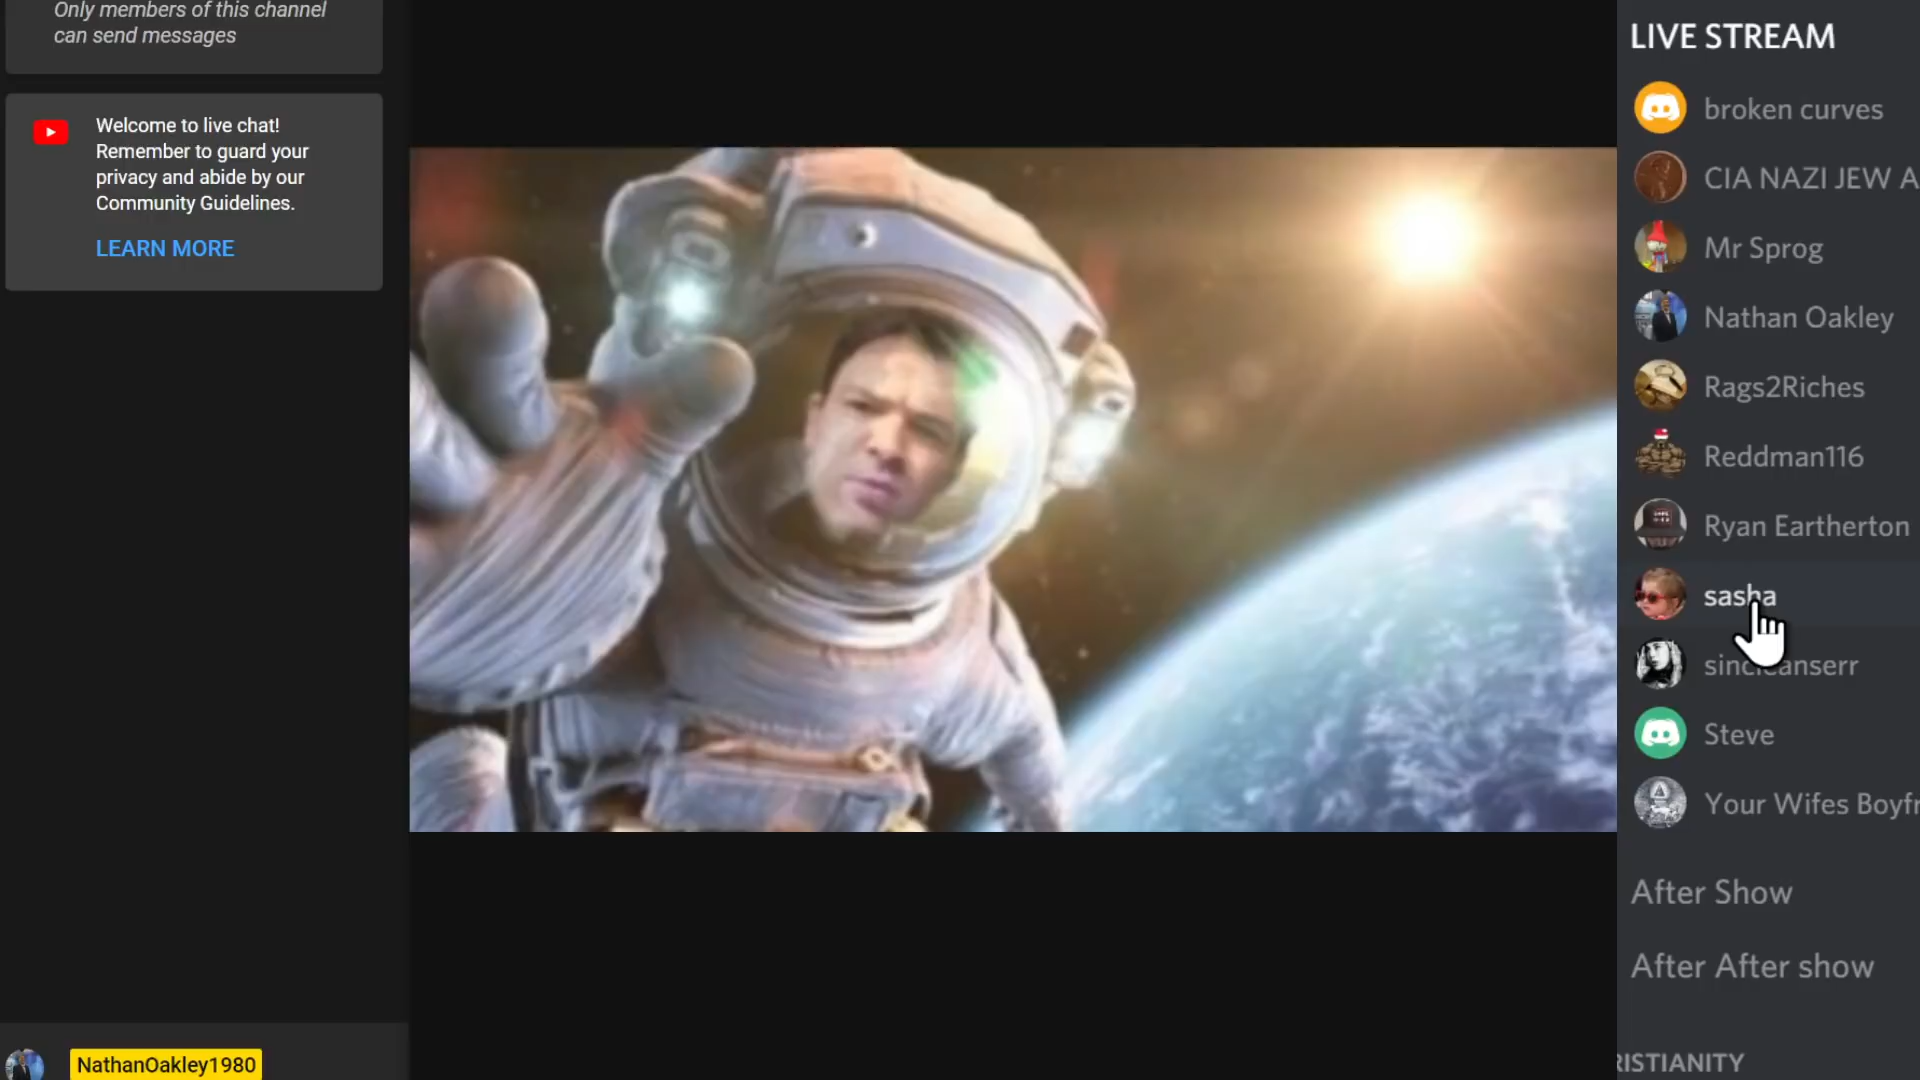 Only members of this channel
can send messages
Welcome to live chat!
Remember to guard your
privacy and abide by our
Community Guidelines.
LEARN MORE
NathanOakley1980
LIVE STREAM
broken curves
CIA NAZI JEW A
Mr Sprog
Nathan Oakley
Rags2Riches
Reddman116
Ryan Eartherton
sasha
sincleanserr
Steve
Your Wifes Boyfr
After Show
After After show
RISTIANITY